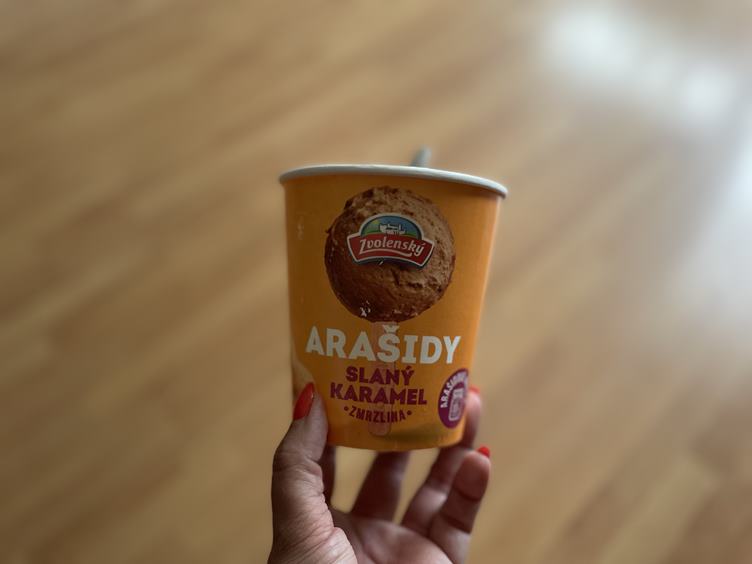 Zvolenský
ARAŠIDY
SLANÝ
KARAMEL
•ZMRZLINA•